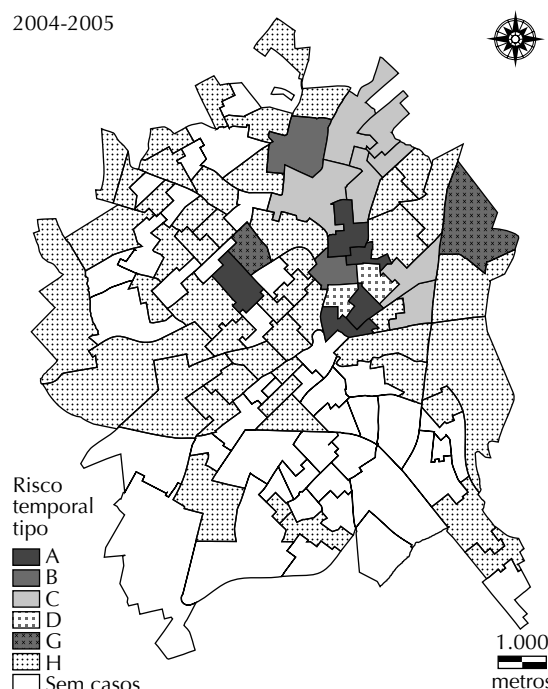 2004-2005
Risco
temporal
tipo
A
B
C
D
G
H
Sem casos
1.000
metros